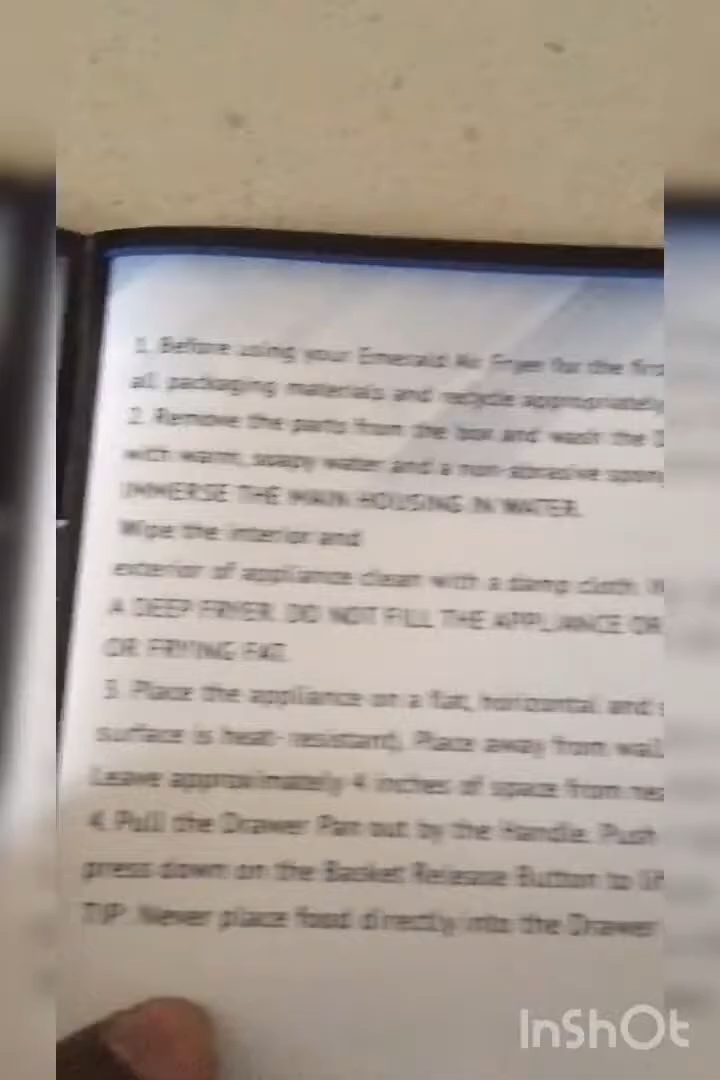 1. Before using your Emerald Air Fryer for the
all packaging materials and recycle appropriately
2. Remove the parts from the box and wash the
with warm, soapy water and a non-abrasive
IMMERSE THE MAIN HOUSING IN WATER.
Wipe the interior and
exterior of appliance clean with a damp cloth.
A DEEP FRYER. DO NOT FILL THE APPLIANCE
OR FRYING FAT.
3. Place the appliance on a flat, horizontal and
surface is heat- resistant). Place away from
Leave approximately 4 inches of space from
4. Pull the Drawer Pan out by the Handle. Push
press down on the Basket Release Button to
TIP: Never place food directly into the Drawer
InShOt